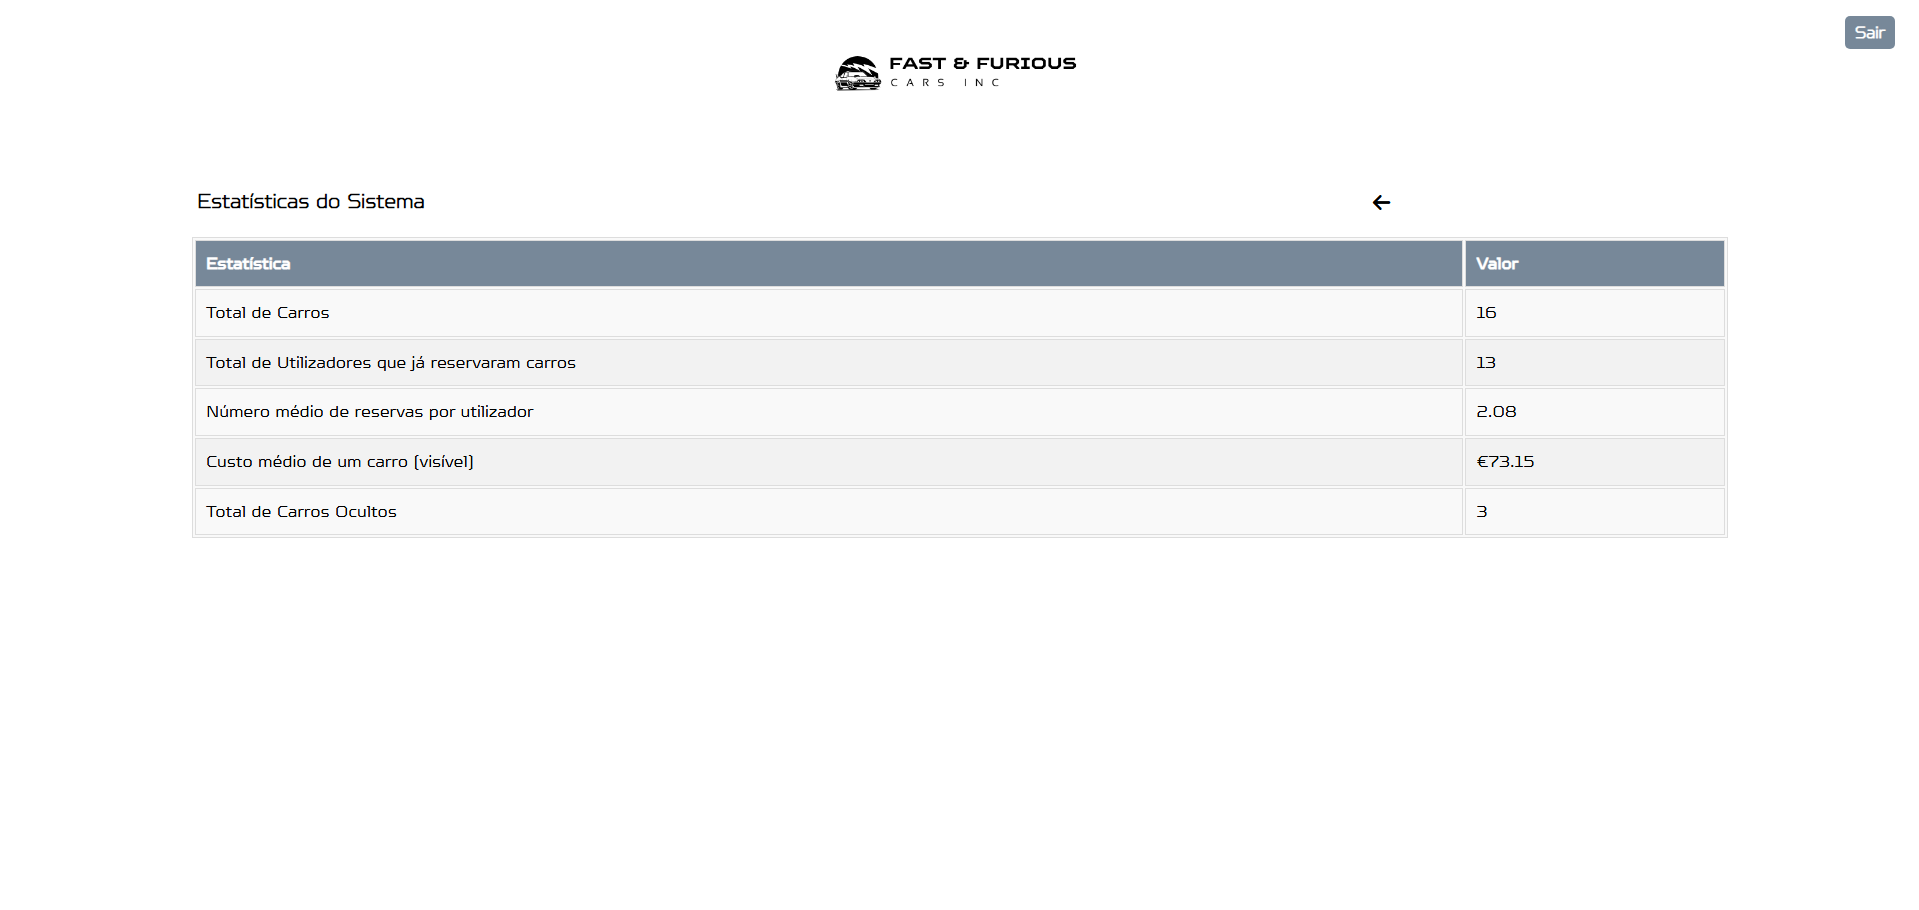 Sair
FAST & FURIOUS
CARS INC
Estatísticas do Sistema
Estatística Valor
Total de Carros 16
Total de Utilizadores que já reservaram carros 13
Número médio de reservas por utilizador 2.08
Custo médio de um carro (visível) €73.15
Total de Carros Ocultos 3